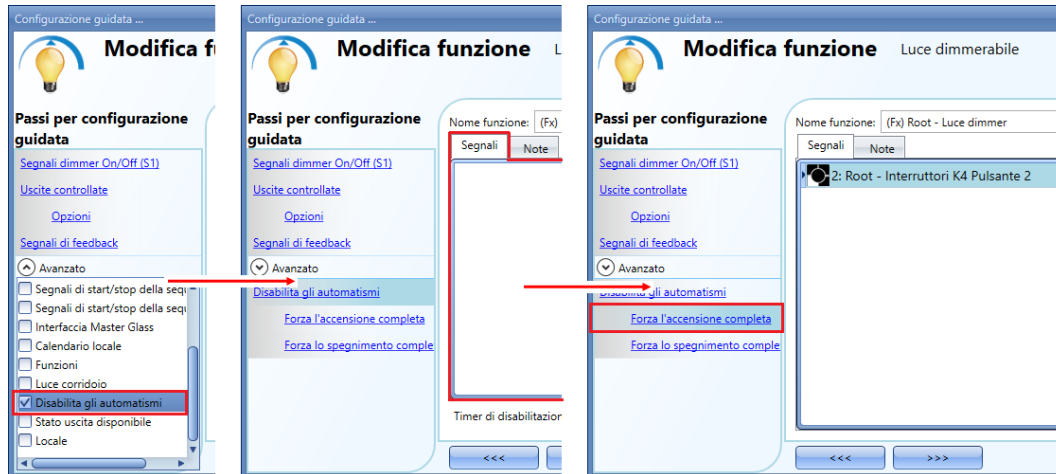 Configurazione guidata ...
Modifica
Passi per configurazione
guidata
Segnali dimmer On/Off (S1)
Uscite controllate
Opzioni
Segnali di feedback
Avanzato
Segnali di start/stop della
Segnali di start/stop della
Interfaccia Master Glass
Calendario locale
Funzioni
Luce corridoio
Disabilita gli automatismi
Stato uscita disponibile
Locale
Configurazione guidata ...
Modifica funzione
Passi per configurazione
guidata
Segnali dimmer On/Off (S1)
Uscite controllate
Opzioni
Segnali di feedback
Avanzato
Disabilita gli automatismi
Forza l'accensione completa
Forza lo spegnimento comple
Nome funzione: (Fx)
Segnali Note
Timer di disabilitazion
<<<
Configurazione guidata ...
Modifica funzione Luce dimmerabile
Passi per configurazione
guidata
Segnali dimmer On/Off (S1)
Uscite controllate
Opzioni
Segnali di feedback
Avanzato
Disabilita gli automatismi
Forza l'accensione completa
Forza lo spegnimento comple
Nome funzione: (Fx) Root - Luce dimmer
Segnali Note
2: Root - Interruttori K4 Pulsante 2
<<< >>>